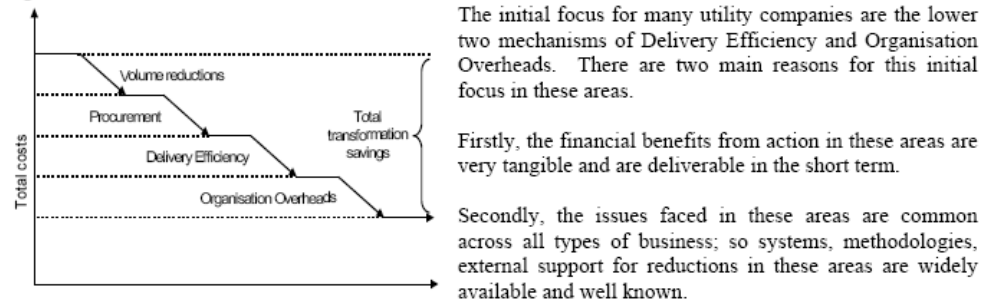 Total costs
Volume reductions
Procurement
Delivery Efficiency
Organisation Overheads
Total
transformation
savings
The initial focus for many utility companies are the lower
two mechanisms of Delivery Efficiency and Organisation
Overheads. There are two main reasons for this initial
focus in these areas.
Firstly, the financial benefits from action in these areas are
very tangible and are deliverable in the short term.
Secondly, the issues faced in these areas are common
across all types of business; so systems, methodologies,
external support for reductions in these areas are widely
available and well known.